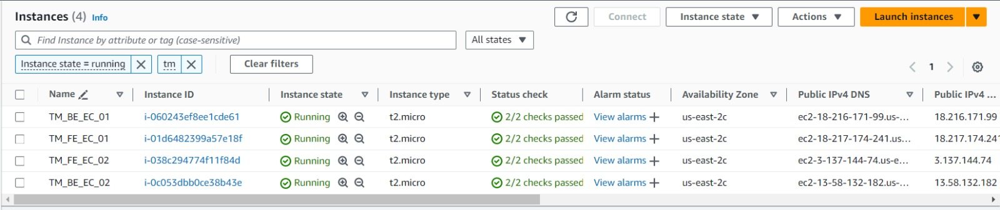 Instances (4) Info
Connect Instance state Actions Launch instances
Find Instance by attribute or tag (case-sensitive) All states
Instance state = running tm Clear filters
1
Name Instance ID Instance state Instance type Status check Alarm status Availability Zone Public IPv4 DNS Public IPv4 ...
TM_BE_EC_01 i-060243ef8ee1cde61 Running t2.micro 2/2 checks passed View alarms us-east-2c ec2-18-216-171-99.us-... 18.216.171.99
TM_FE_EC_01 i-01d6482399a57e18f Running t2.micro 2/2 checks passed View alarms us-east-2c ec2-18-217-174-241.us... 18.217.174.241
TM_FE_EC_02 i-038c294774f11f84d Running t2.micro 2/2 checks passed View alarms us-east-2c ec2-3-137-144-74.us-e... 3.137.144.74
TM_BE_EC_02 i-0c053dbb0ce38b43e Running t2.micro 2/2 checks passed View alarms us-east-2c ec2-13-58-132-182.us-... 13.58.132.182